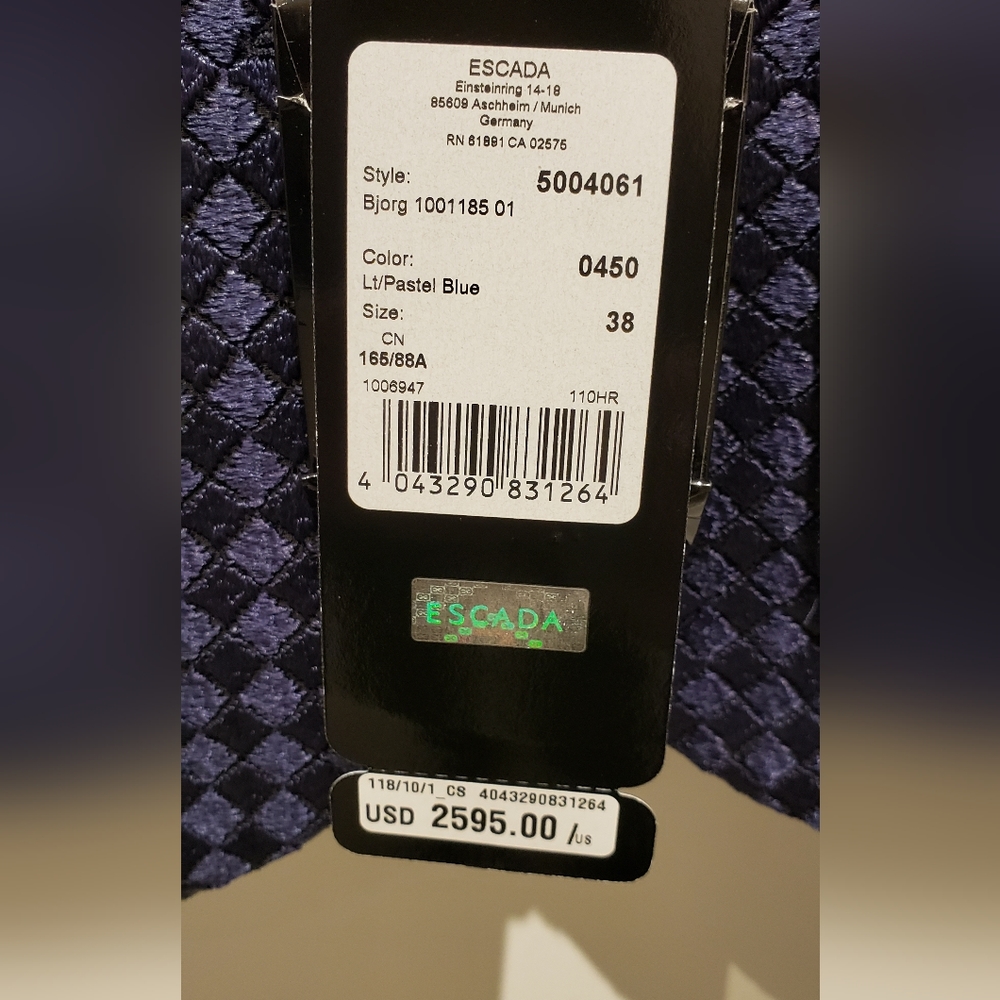 ESCADA
Einsteinring 14-18
85609 Aschheim / Munich
Germany
RN 61891 CA 02575
Style: 5004061
Bjorg 1001185 01
Color: 0450
Lt/Pastel Blue
Size: 38
CN
165/88A
1006947 110HR
4 043290 831264
ESCADA
118/10/1_CS 4043290831264
USD 2595.00 /us